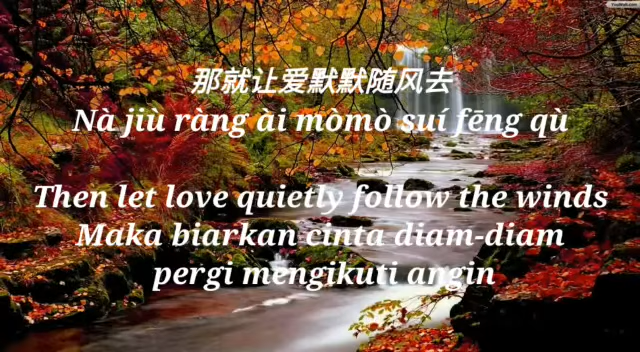 那就让爱默默随风去
Nà jiù ràng ài mòmò suí fēng qù
Then let love quietly follow the winds
Maka biarkan cinta diam-diam
pergi mengikuti angin